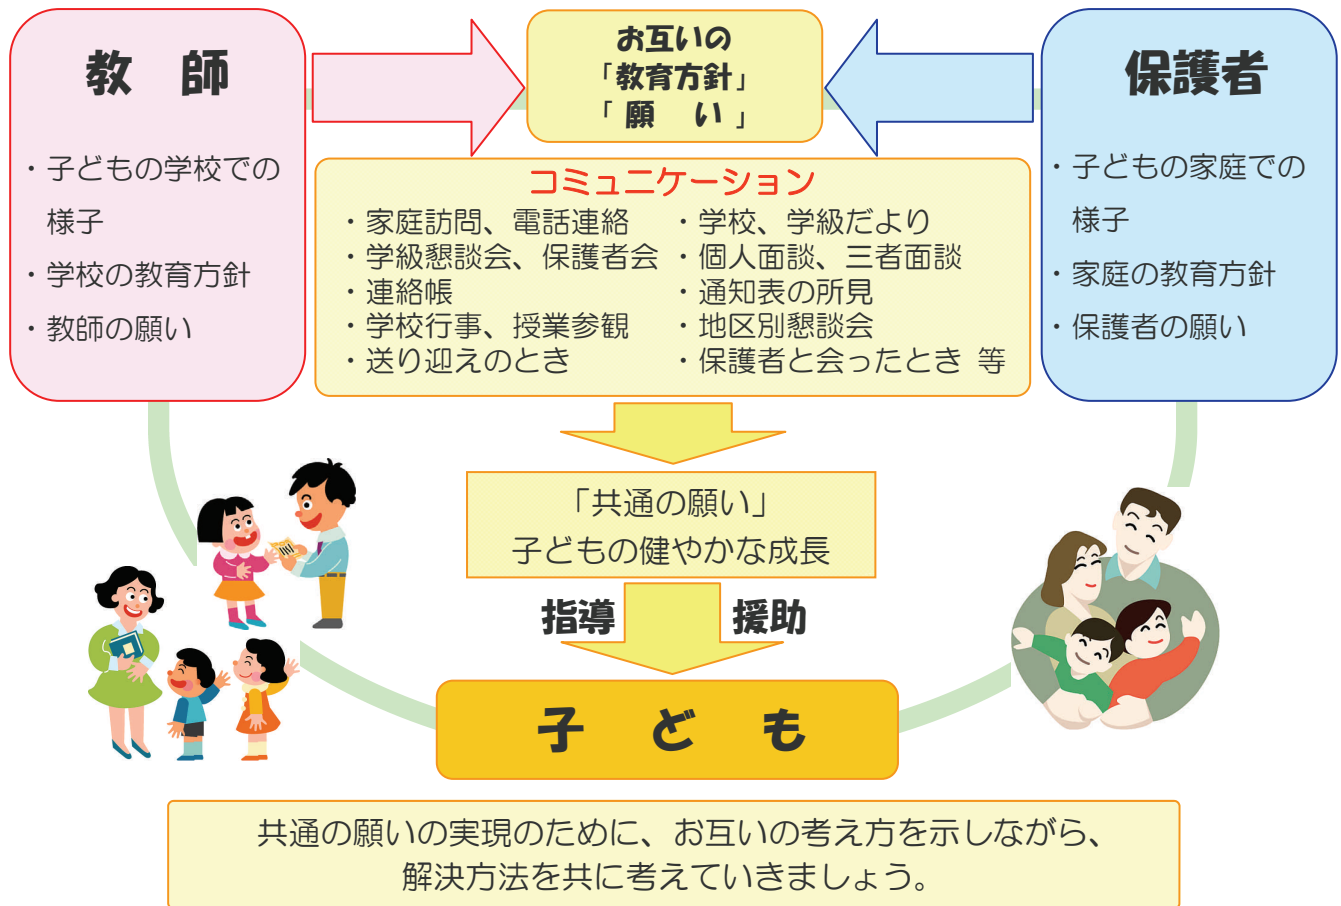 教　師
・子どもの学校での
様子
・学校の教育方針
・教師の願い
お互いの
「教育方針」
「 願　い 」
保護者
・子どもの家庭での
様子
・家庭の教育方針
・保護者の願い
コミュニケーション
・家庭訪問、電話連絡
・学級懇談会、保護者会
・連絡帳
・学校行事、授業参観
・送り迎えのとき
・学校、学級だより
・個人面談、三者面談
・通知表の所見
・地区別懇談会
・保護者と会ったとき 等
「共通の願い」
子どもの健やかな成長
指導　援助
子　ど　も
共通の願いの実現のために、お互いの考え方を示しながら、
解決方法を共に考えていきましょう。